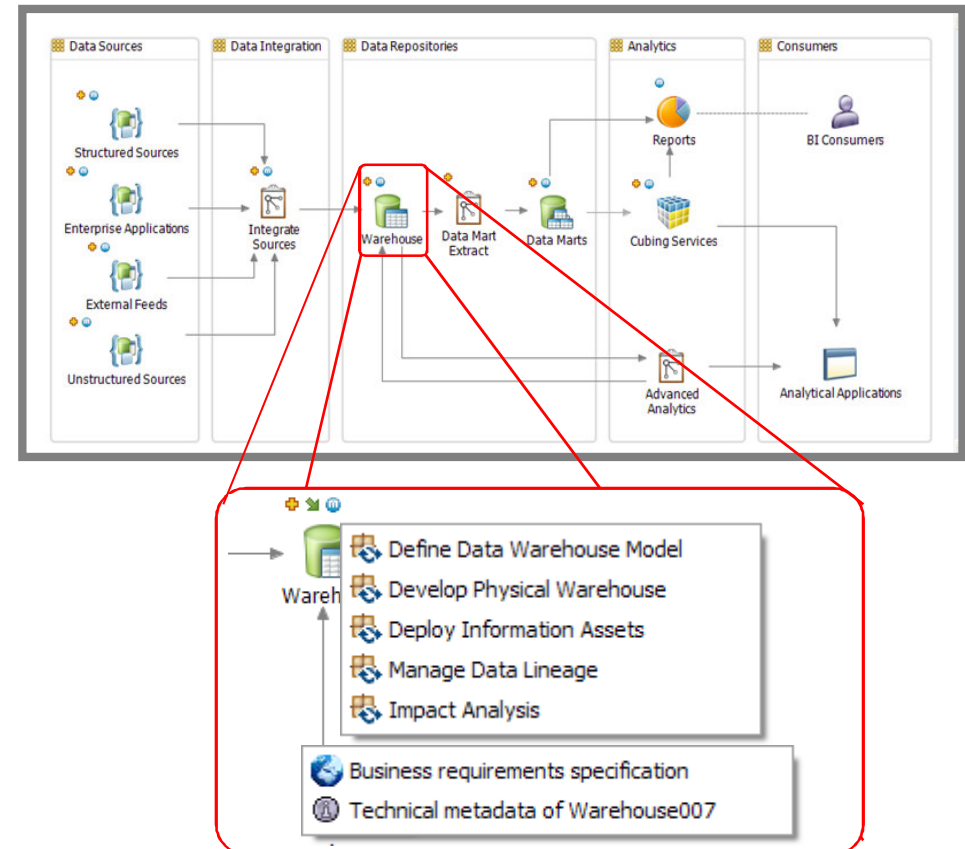 Data Sources
Data Integration
Data Repositories
Analytics
Consumers
Structured Sources
Enterprise Applications
External Feeds
Unstructured Sources
Integrate
Sources
Warehouse
Data Mart
Extract
Data Marts
Reports
Cubing Services
Advanced
Analytics
BI Consumers
Analytical Applications
Wareh
Define Data Warehouse Model
Develop Physical Warehouse
Deploy Information Assets
Manage Data Lineage
Impact Analysis
Business requirements specification
Technical metadata of Warehouse007